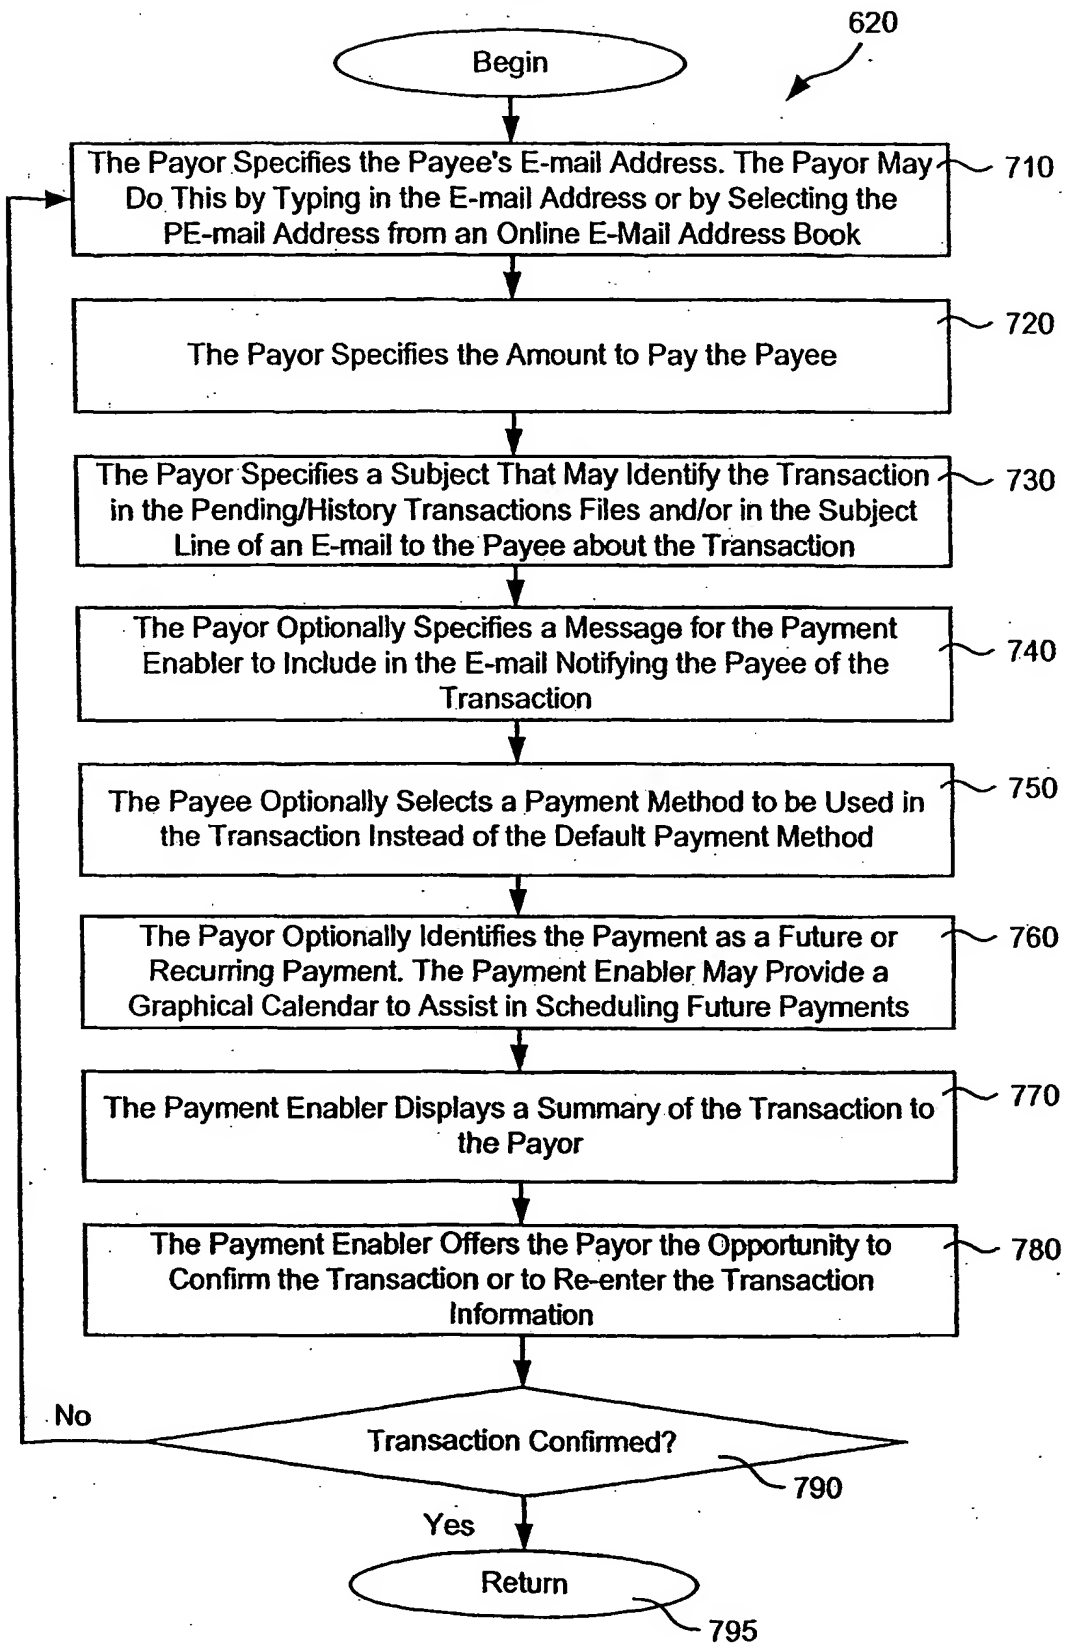 620
Begin
The Payor Specifies the Payee's E-mail Address. The Payor May
Do This by Typing in the E-mail Address or by Selecting the
PE-mail Address from an Online E-Mail Address Book
710
The Payor Specifies the Amount to Pay the Payee
720
The Payor Specifies a Subject That May Identify the Transaction
in the Pending/History Transactions Files and/or in the Subject
Line of an E-mail to the Payee about the Transaction
730
The Payor Optionally Specifies a Message for the Payment
Enabler to Include in the E-mail Notifying the Payee of the
Transaction
740
The Payee Optionally Selects a Payment Method to be Used in
the Transaction Instead of the Default Payment Method
750
The Payor Optionally Identifies the Payment as a Future or
Recurring Payment. The Payment Enabler May Provide a
Graphical Calendar to Assist in Scheduling Future Payments
760
The Payment Enabler Displays a Summary of the Transaction to
the Payor
770
The Payment Enabler Offers the Payor the Opportunity to
Confirm the Transaction or to Re-enter the Transaction
Information
780
No
Transaction Confirmed?
790
Yes
Return
795